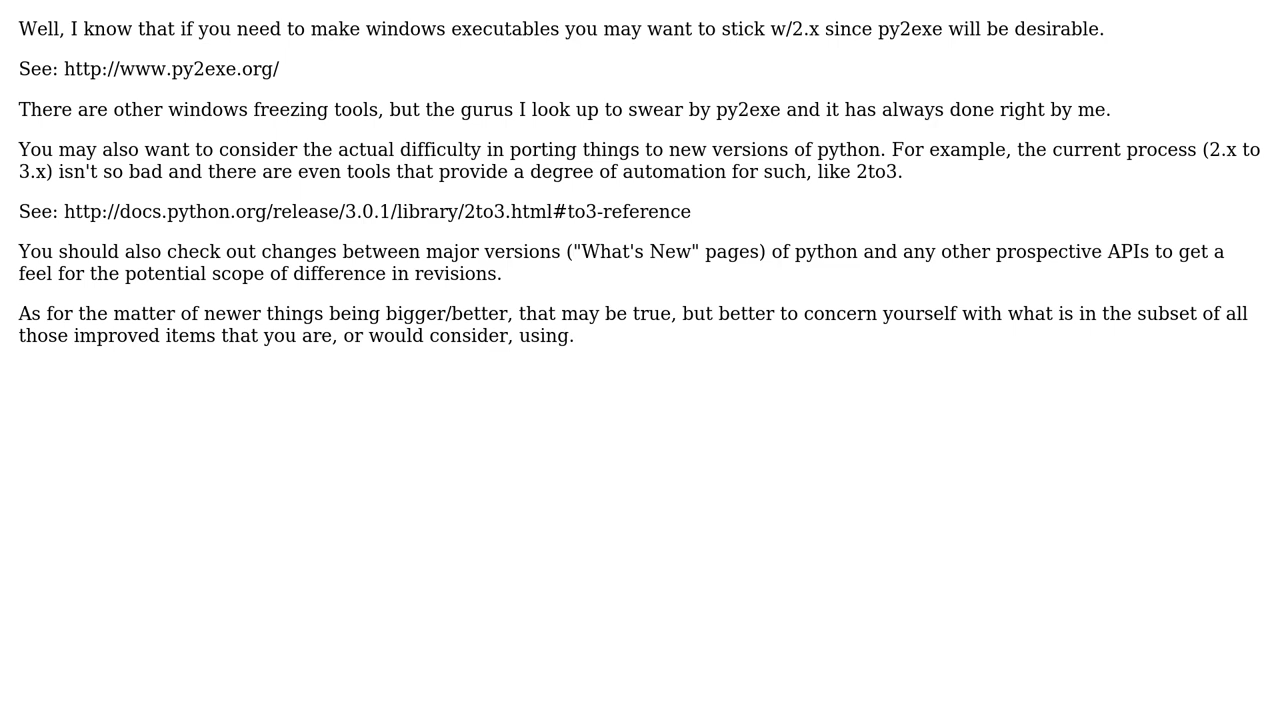 Well, I know that if you need to make windows executables you may want to stick w/2.x since py2exe will be desirable.
See: http://www.py2exe.org/
There are other windows freezing tools, but the gurus I look up to swear by py2exe and it has always done right by me.
You may also want to consider the actual difficulty in porting things to new versions of python. For example, the current process (2.x to
3.x) isn't so bad and there are even tools that provide a degree of automation for such, like 2to3.
See: http://docs.python.org/release/3.0.1/library/2to3.html#to3-reference
You should also check out changes between major versions ("What's New" pages) of python and any other prospective APIs to get a
feel for the potential scope of difference in revisions.
As for the matter of newer things being bigger/better, that may be true, but better to concern yourself with what is in the subset of all
those improved items that you are, or would consider, using.